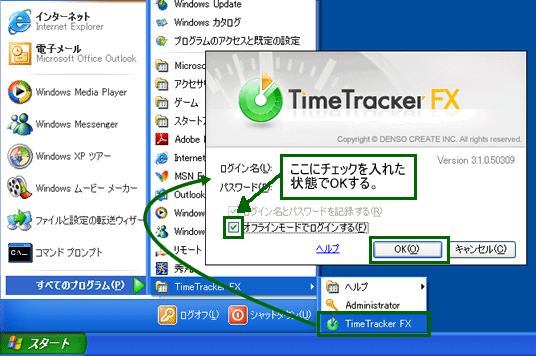 インターネット
Internet Explorer
電子メール
Microsoft Office Outlook
Windows Media Player
Windows Messenger
Windows XP ツアー
Windows ムービー メーカー
ファイルと設定の転送ウィザー
コマンド プロンプト
すべてのプログラム(P)
Windows Update
Windows カタログ
プログラムのアクセスと既定の設定
Microso
アクセサ
ゲーム
スタート
Adobe
Internet
MSN
Outlook
Window
Window
リモート
秀丸
TimeTracker FX
TimeTracker FX
Copyright © DENSO CREATE INC. All rights reserved.
Version 3.1.0.50309
ログイン名(L):
パスワード(P):
ここにチェックを入れた
状態でOKする。
ログイン名とパスワードを記録する(R)
オフラインモードでログインする(F)
ヘルプ
OK(O)
キャンセル(C)
ヘルプ
Administrator
TimeTracker FX
ログオフ(L)
シャットダウン(U)
スタート